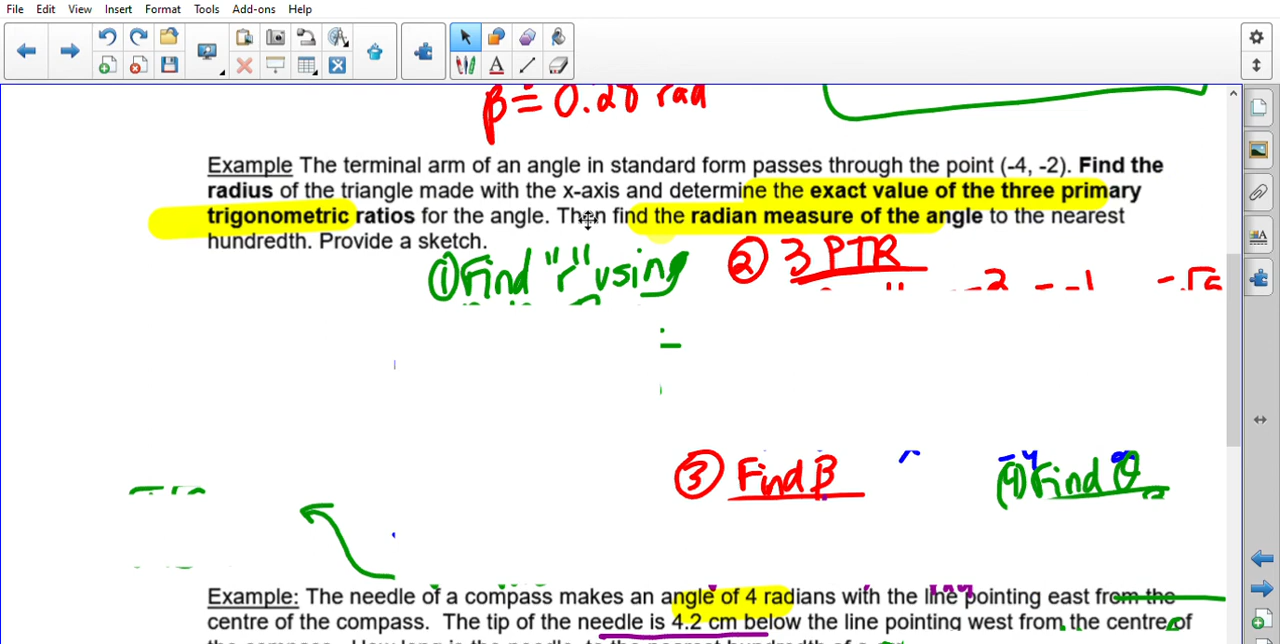 File Edit View Insert Format Tools Add-ons Help
β = 0.28 rad
Example The terminal arm of an angle in standard form passes through the point (-4, -2). Find the
radius of the triangle made with the x-axis and determine the exact value of the three primary
trigonometric ratios for the angle. Then find the radian measure of the angle to the nearest
hundredth. Provide a sketch.
① Find "r" using
② 3 PTR
③ Find β
④ Find θ
Example: The needle of a compass makes an angle of 4 radians with the line pointing east from the
centre of the compass. The tip of the needle is 4.2 cm below the line pointing west from the centre of